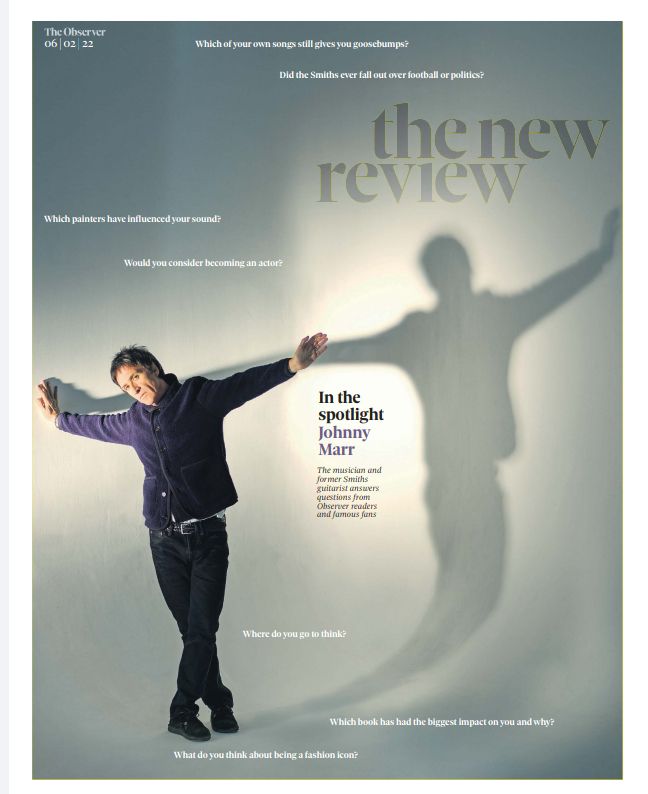 The Observer
06 | 02 | 22
Which of your own songs still gives you goosebumps?
Did the Smiths ever fall out over football or politics?
the new
review
Which painters have influenced your sound?
Would you consider becoming an actor?
In the
spotlight
Johnny
Marr
The musician and
former Smiths
guitarist answers
questions from
Observer readers
and famous fans
Where do you go to think?
Which book has had the biggest impact on you and why?
What do you think about being a fashion icon?